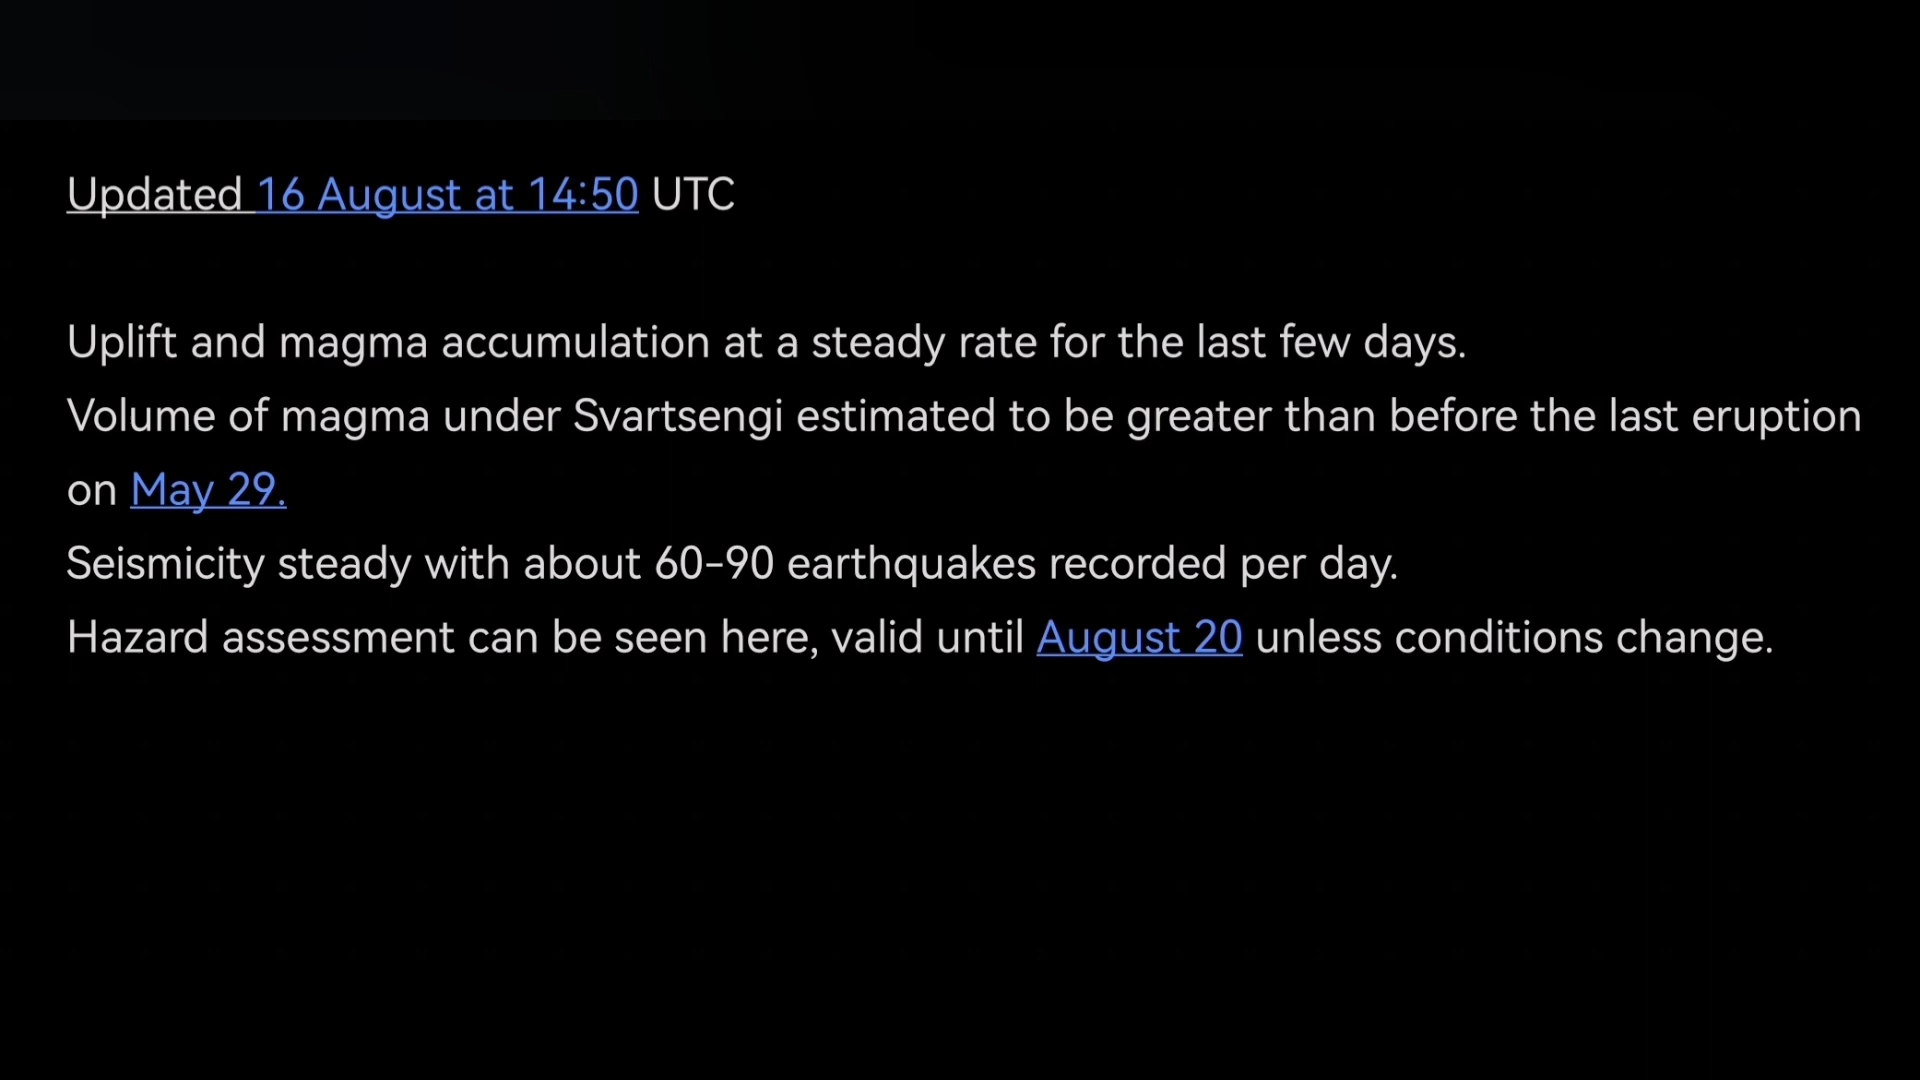 Updated 16 August at 14:50 UTC
Uplift and magma accumulation at a steady rate for the last few days.
Volume of magma under Svartsengi estimated to be greater than before the last eruption
on May 29.
Seismicity steady with about 60-90 earthquakes recorded per day.
Hazard assessment can be seen here, valid until August 20 unless conditions change.